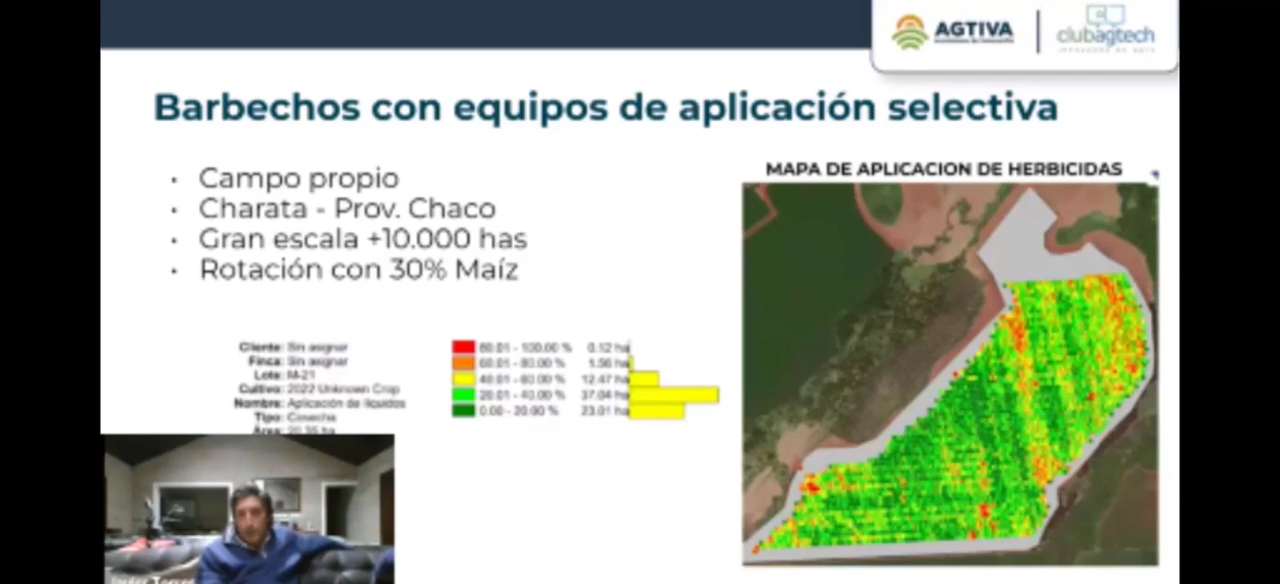 AGTIVA
clubagtech
Barbechos con equipos de aplicación selectiva
· Campo propio
· Charata - Prov. Chaco
· Gran escala +10.000 has
· Rotación con 30% Maíz
MAPA DE APLICACION DE HERBICIDAS
Cliente: Sin asignar
Finca: Sin asignar
Lote: M-21
Cultivo: 2022 Unknown Crop
Nombre: Aplicación de líquidos
Tipo: Cosecha
80.01 - 100.00 % 0.12 ha
60.01 - 80.00 % 1.56 ha
40.01 - 60.00 % 12.47 ha
20.01 - 40.00 % 37.04 ha
0.00 - 20.00 % 23.01 ha
Javier Torres